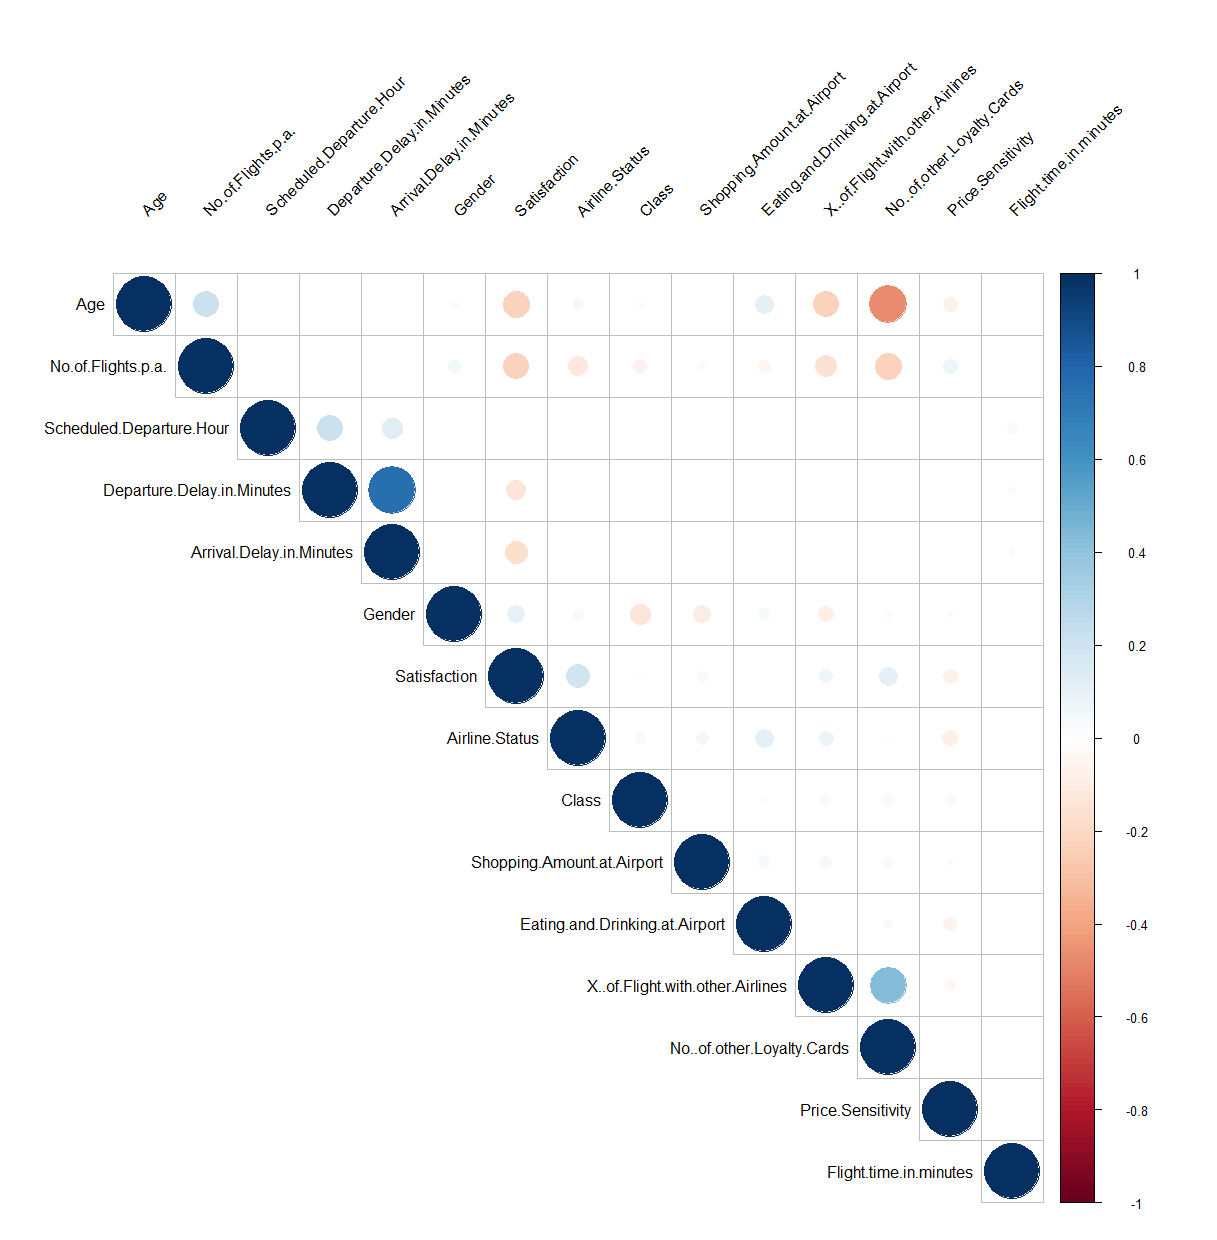 Age
No.of.Flights.p.a.
Scheduled.Departure.Hour
Departure.Delay.in.Minutes
Arrival.Delay.in.Minutes
Gender
Satisfaction
Airline.Status
Class
Shopping.Amount.at.Airport
Eating.and.Drinking.at.Airport
X..of.Flight.with.other.Airlines
No..of.other.Loyalty.Cards
Price.Sensitivity
Flight.time.in.minutes
Age
No.of.Flights.p.a.
Scheduled.Departure.Hour
Departure.Delay.in.Minutes
Arrival.Delay.in.Minutes
Gender
Satisfaction
Airline.Status
Class
Shopping.Amount.at.Airport
Eating.and.Drinking.at.Airport
X..of.Flight.with.other.Airlines
No..of.other.Loyalty.Cards
Price.Sensitivity
Flight.time.in.minutes
1
0.8
0.6
0.4
0.2
0
-0.2
-0.4
-0.6
-0.8
-1